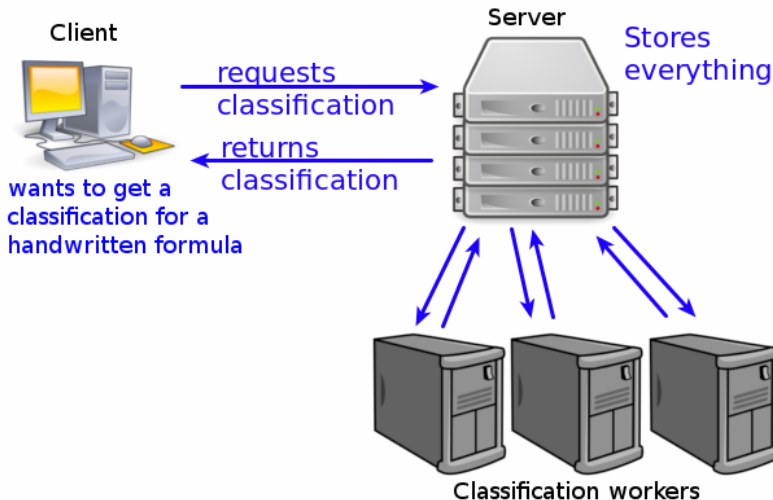 Client
Server
Stores
everything
requests
classification
returns
classification
wants to get a
classification for a
handwritten formula
Classification workers